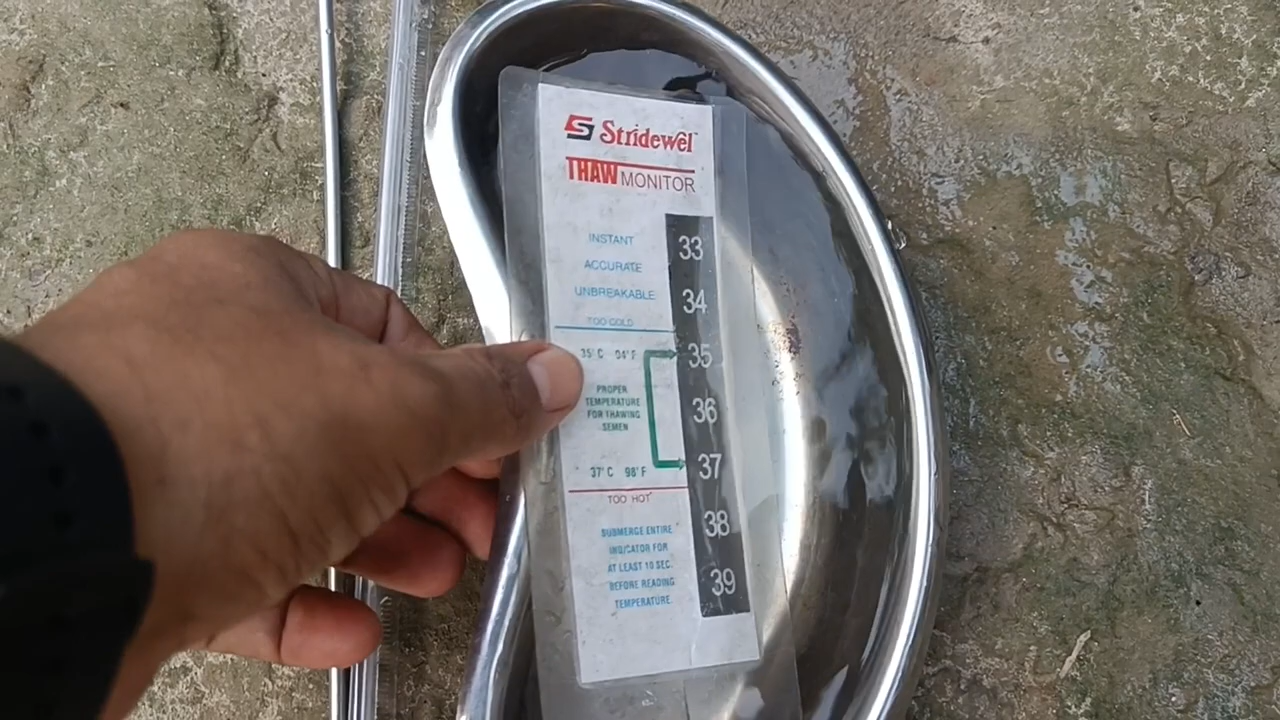 Stridewel
THAW MONITOR
INSTANT
ACCURATE
UNBREAKABLE
TOO COLD
35°C 94°F
PROPER
TEMPERATURE
FOR THAWING
SEMEN
37°C 98°F
TOO HOT
SUBMERGE ENTIRE
INDICATOR FOR
AT LEAST 10 SEC.
BEFORE READING
TEMPERATURE.
33
34
35
36
37
38
39